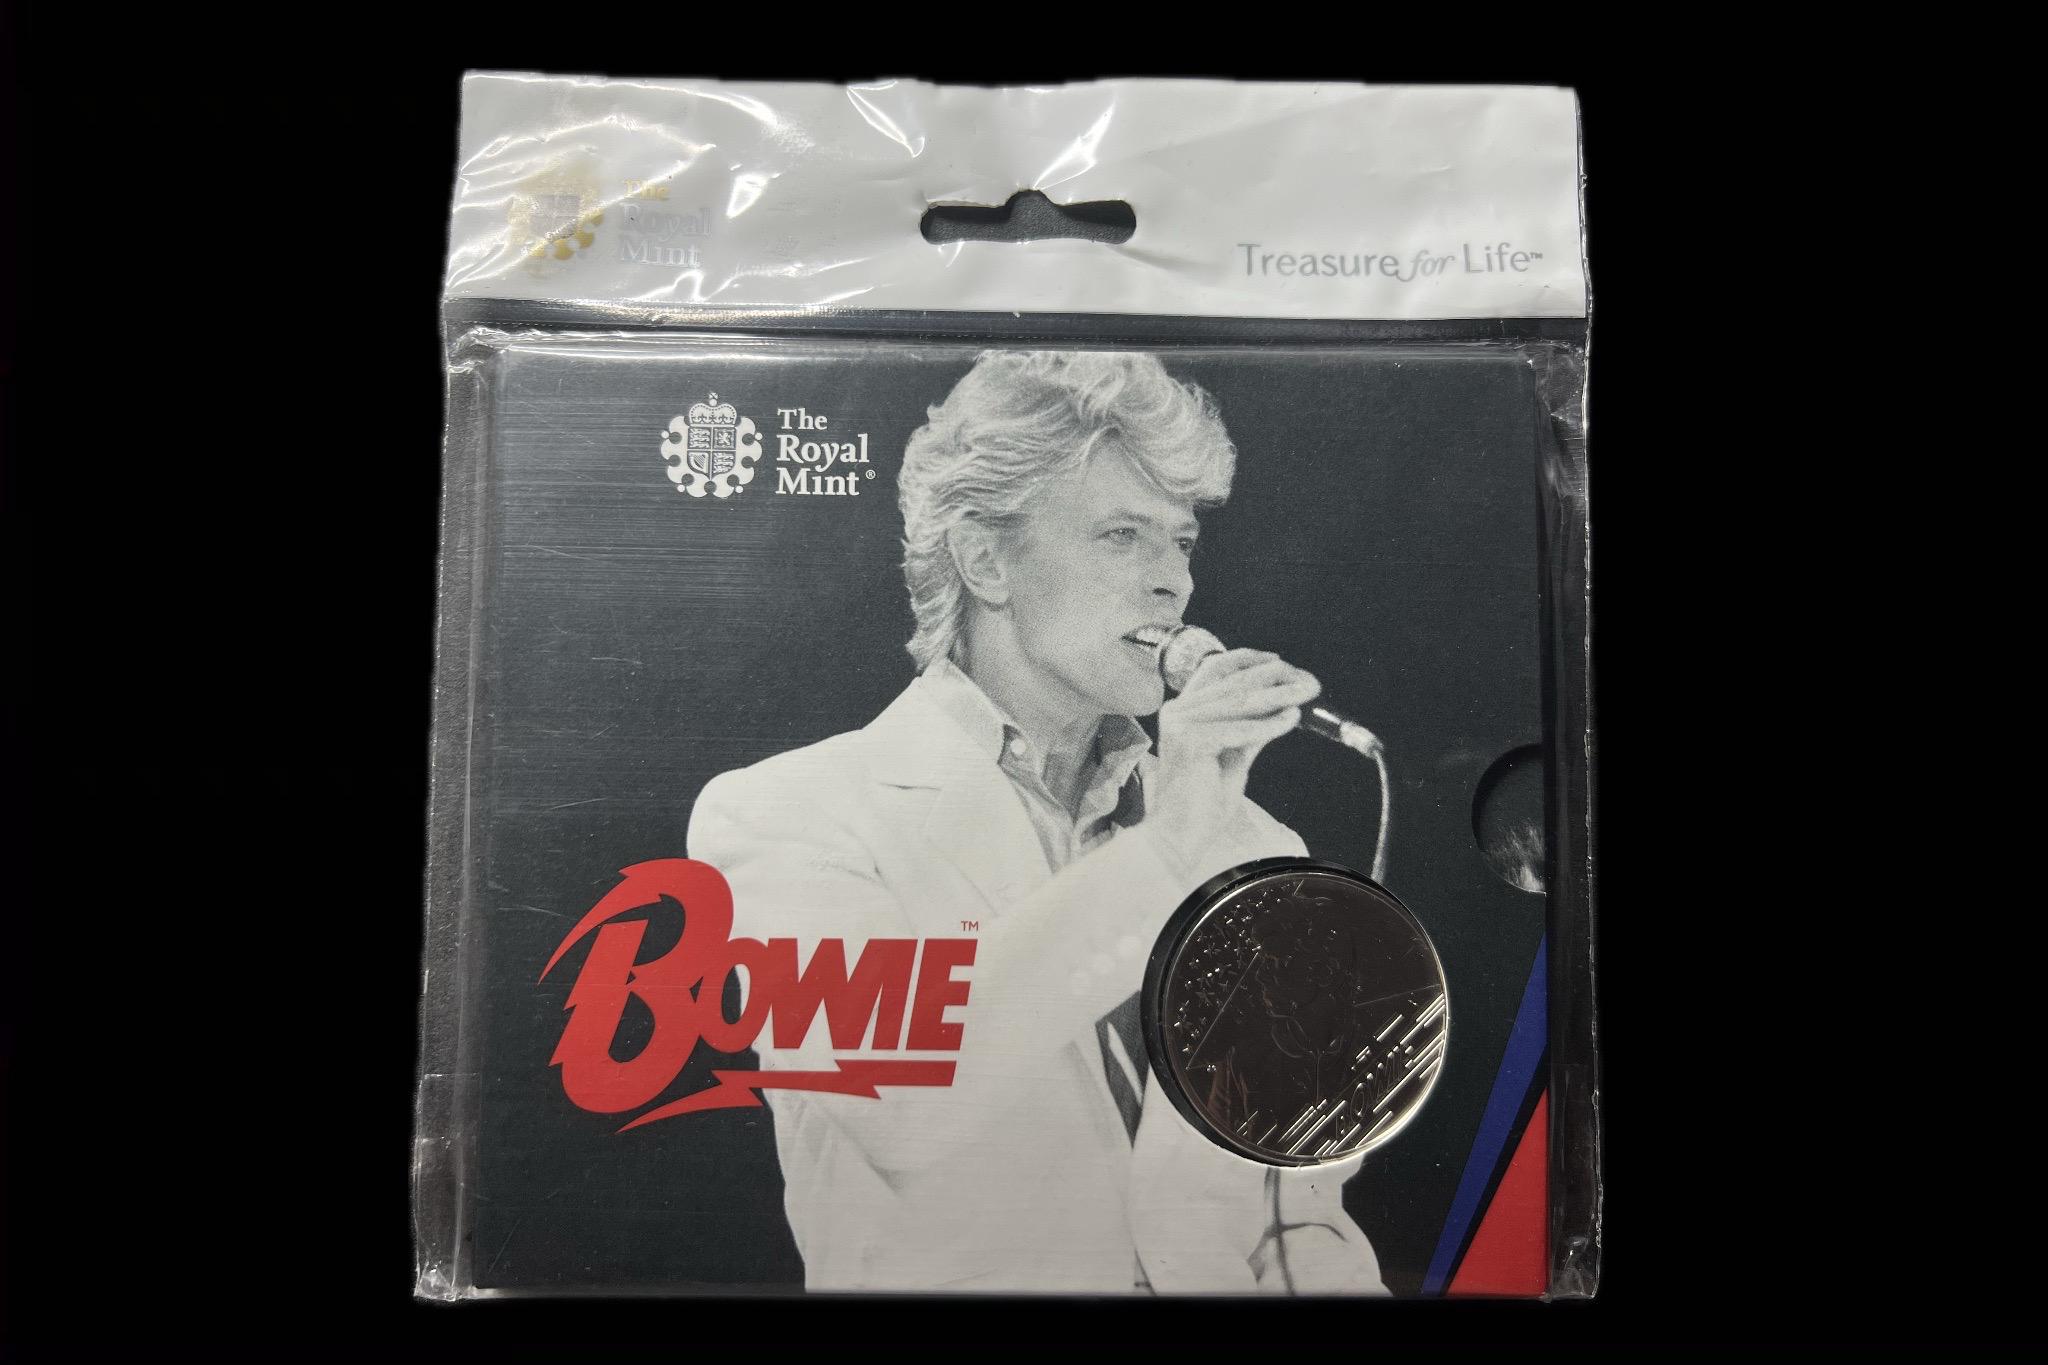 The
Royal
Mint
Treasure for Life™
The
Royal
Mint®
BOWIE™
BOWIE